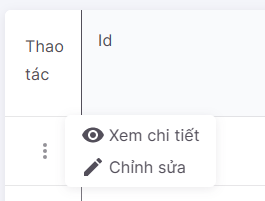 Thao
tác
Id
Xem chi tiết
Chỉnh sửa